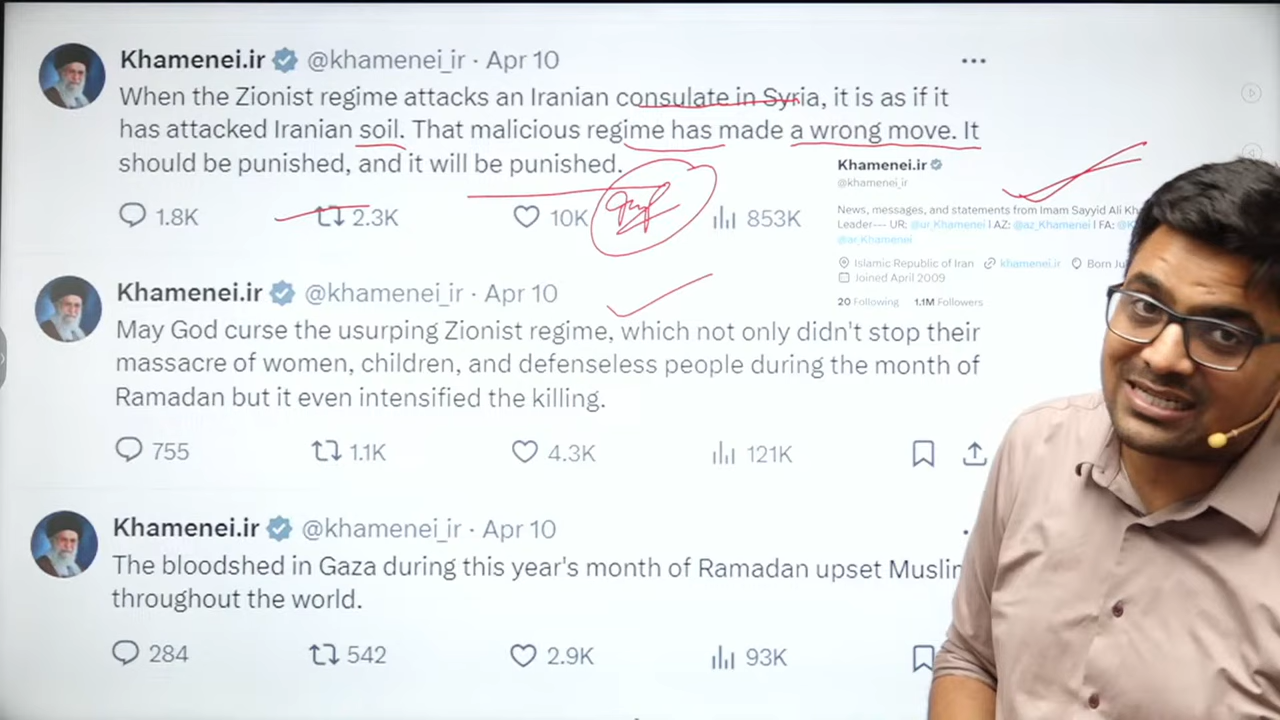 Khamenei.ir @khamenei_ir · Apr 10
When the Zionist regime attacks an Iranian consulate in Syria, it is as if it
has attacked Iranian soil. That malicious regime has made a wrong move. It
should be punished, and it will be punished.
1.8K 2.3K 10K 853K
Khamenei.ir
@khamenei_ir
News, messages, and statements from Imam Sayyid Ali
Leader--- UR: @ur_Khamenei I AZ: @az_Khamenei I FA:
@ar_Khamenei
Islamic Republic of Iran khamenei.ir Born
Joined April 2009
20 Following 1.1M Followers
Khamenei.ir @khamenei_ir · Apr 10
May God curse the usurping Zionist regime, which not only didn't stop their
massacre of women, children, and defenseless people during the month of
Ramadan but it even intensified the killing.
755 1.1K 4.3K 121K
Khamenei.ir @khamenei_ir · Apr 10
The bloodshed in Gaza during this year's month of Ramadan upset
throughout the world.
284 542 2.9K 93K